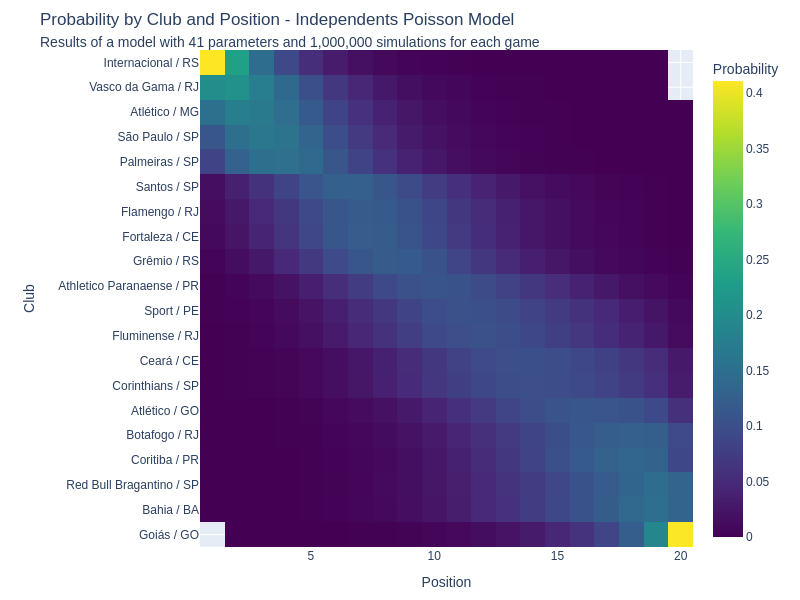 Probability by Club and Position - Independents Poisson Model
Results of a model with 41 parameters and 1,000,000 simulations for each game
Club
Internacional / RS
Vasco da Gama / RJ
Atlético / MG
São Paulo / SP
Palmeiras / SP
Santos / SP
Flamengo / RJ
Fortaleza / CE
Grêmio / RS
Athletico Paranaense / PR
Sport / PE
Fluminense / RJ
Ceará / CE
Corinthians / SP
Atlético / GO
Botafogo / RJ
Coritiba / PR
Red Bull Bragantino / SP
Bahia / BA
Goiás / GO
5 10 15 20
Position
Probability
0.4
0.35
0.3
0.25
0.2
0.15
0.1
0.05
0